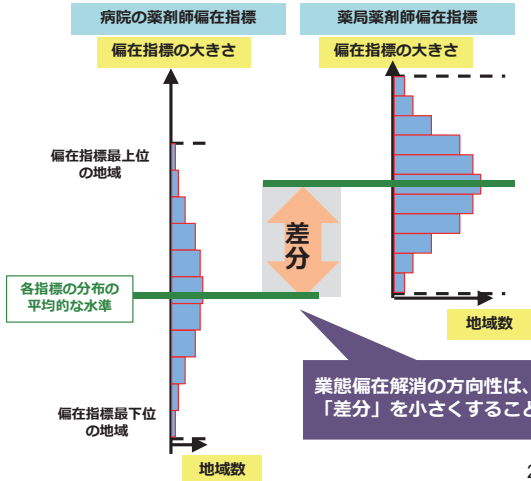 病院の薬剤師偏在指標
薬局薬剤師偏在指標
偏在指標の大きさ
偏在指標の大きさ
偏在指標最上位
の地域
差分
各指標の分布の
平均的な水準
地域数
業態偏在解消の方向性は、
「差分」を小さくすること
偏在指標最下位
の地域
地域数
2